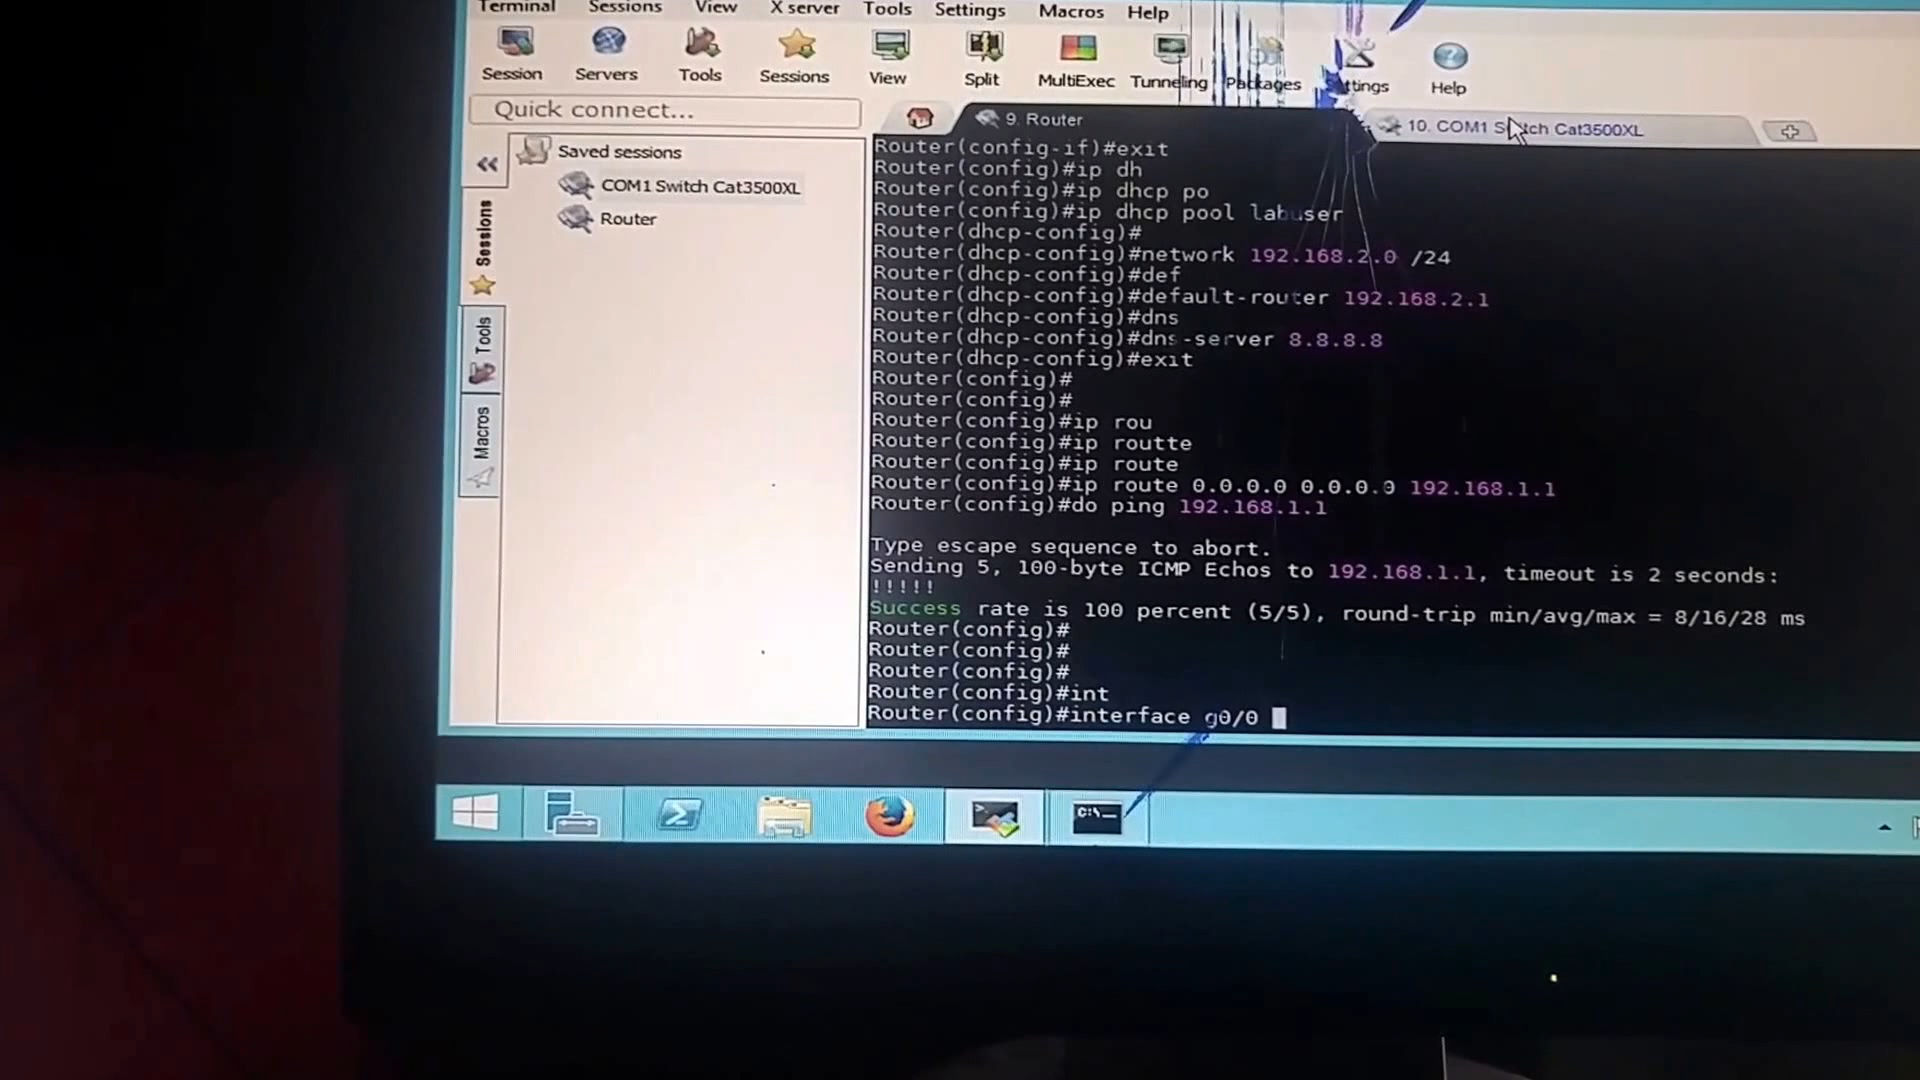 Terminal Sessions View X server Tools Settings Macros Help
Session Servers Tools Sessions View Split MultiExec Tunneling Packages Help
Quick connect...
9. Router
10. COM1 Switch Cat3500XL
Saved sessions
COM1 Switch Cat3500XL
Router
Sessions
Tools
Macros
Router(config-if)#exit
Router(config)#ip dh
Router(config)#ip dhcp po
Router(config)#ip dhcp pool labuser
Router(dhcp-config)#
Router(dhcp-config)#network 192.168.2.0 /24
Router(dhcp-config)#def
Router(dhcp-config)#default-router 192.168.2.1
Router(dhcp-config)#dns
Router(dhcp-config)#dns-server 8.8.8.8
Router(dhcp-config)#exit
Router(config)#
Router(config)#
Router(config)#ip rou
Router(config)#ip routte
Router(config)#ip route
Router(config)#ip route 0.0.0.0 0.0.0.0 192.168.1.1
Router(config)#do ping 192.168.1.1
Type escape sequence to abort.
Sending 5, 100-byte ICMP Echos to 192.168.1.1, timeout is 2 seconds:
!!!!!
Success rate is 100 percent (5/5), round-trip min/avg/max = 8/16/28 ms
Router(config)#
Router(config)#
Router(config)#
Router(config)#int
Router(config)#interface g0/0
C:\